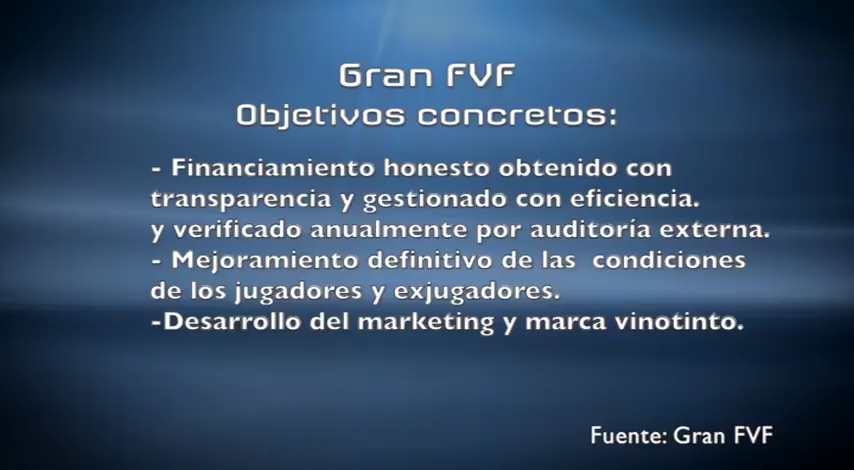 Gran FVF
Objetivos concretos:
- Financiamiento honesto obtenido con
transparencia y gestionado con eficiencia.
y verificado anualmente por auditoría externa.
- Mejoramiento definitivo de las  condiciones
de los jugadores y exjugadores.
-Desarrollo del marketing y marca vinotinto.
Fuente: Gran FVF